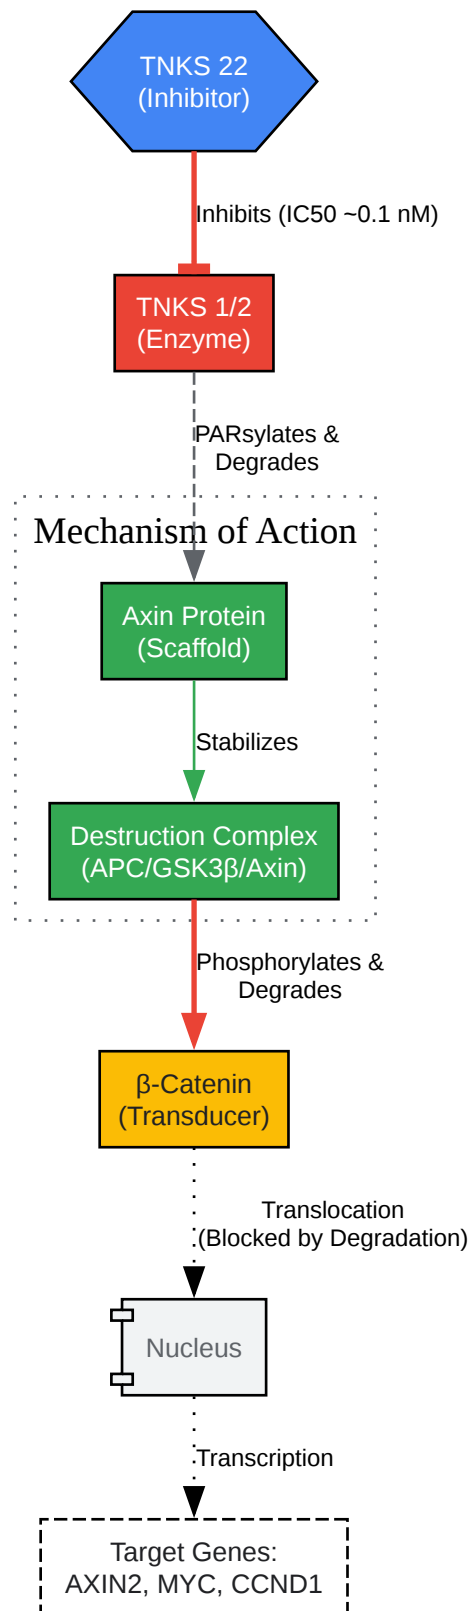 TNKS 22
(Inhibitor)
Inhibits (IC50 ~0.1 nM)
TNKS 1/2
(Enzyme)
PARsylates &
Degrades
Mechanism of Action
Axin Protein
(Scaffold)
Stabilizes
Destruction Complex
(APC/GSK3β/Axin)
Phosphorylates &
Degrades
β-Catenin
(Transducer)
Translocation
(Blocked by Degradation)
Nucleus
Transcription
Target Genes:
AXIN2, MYC, CCND1